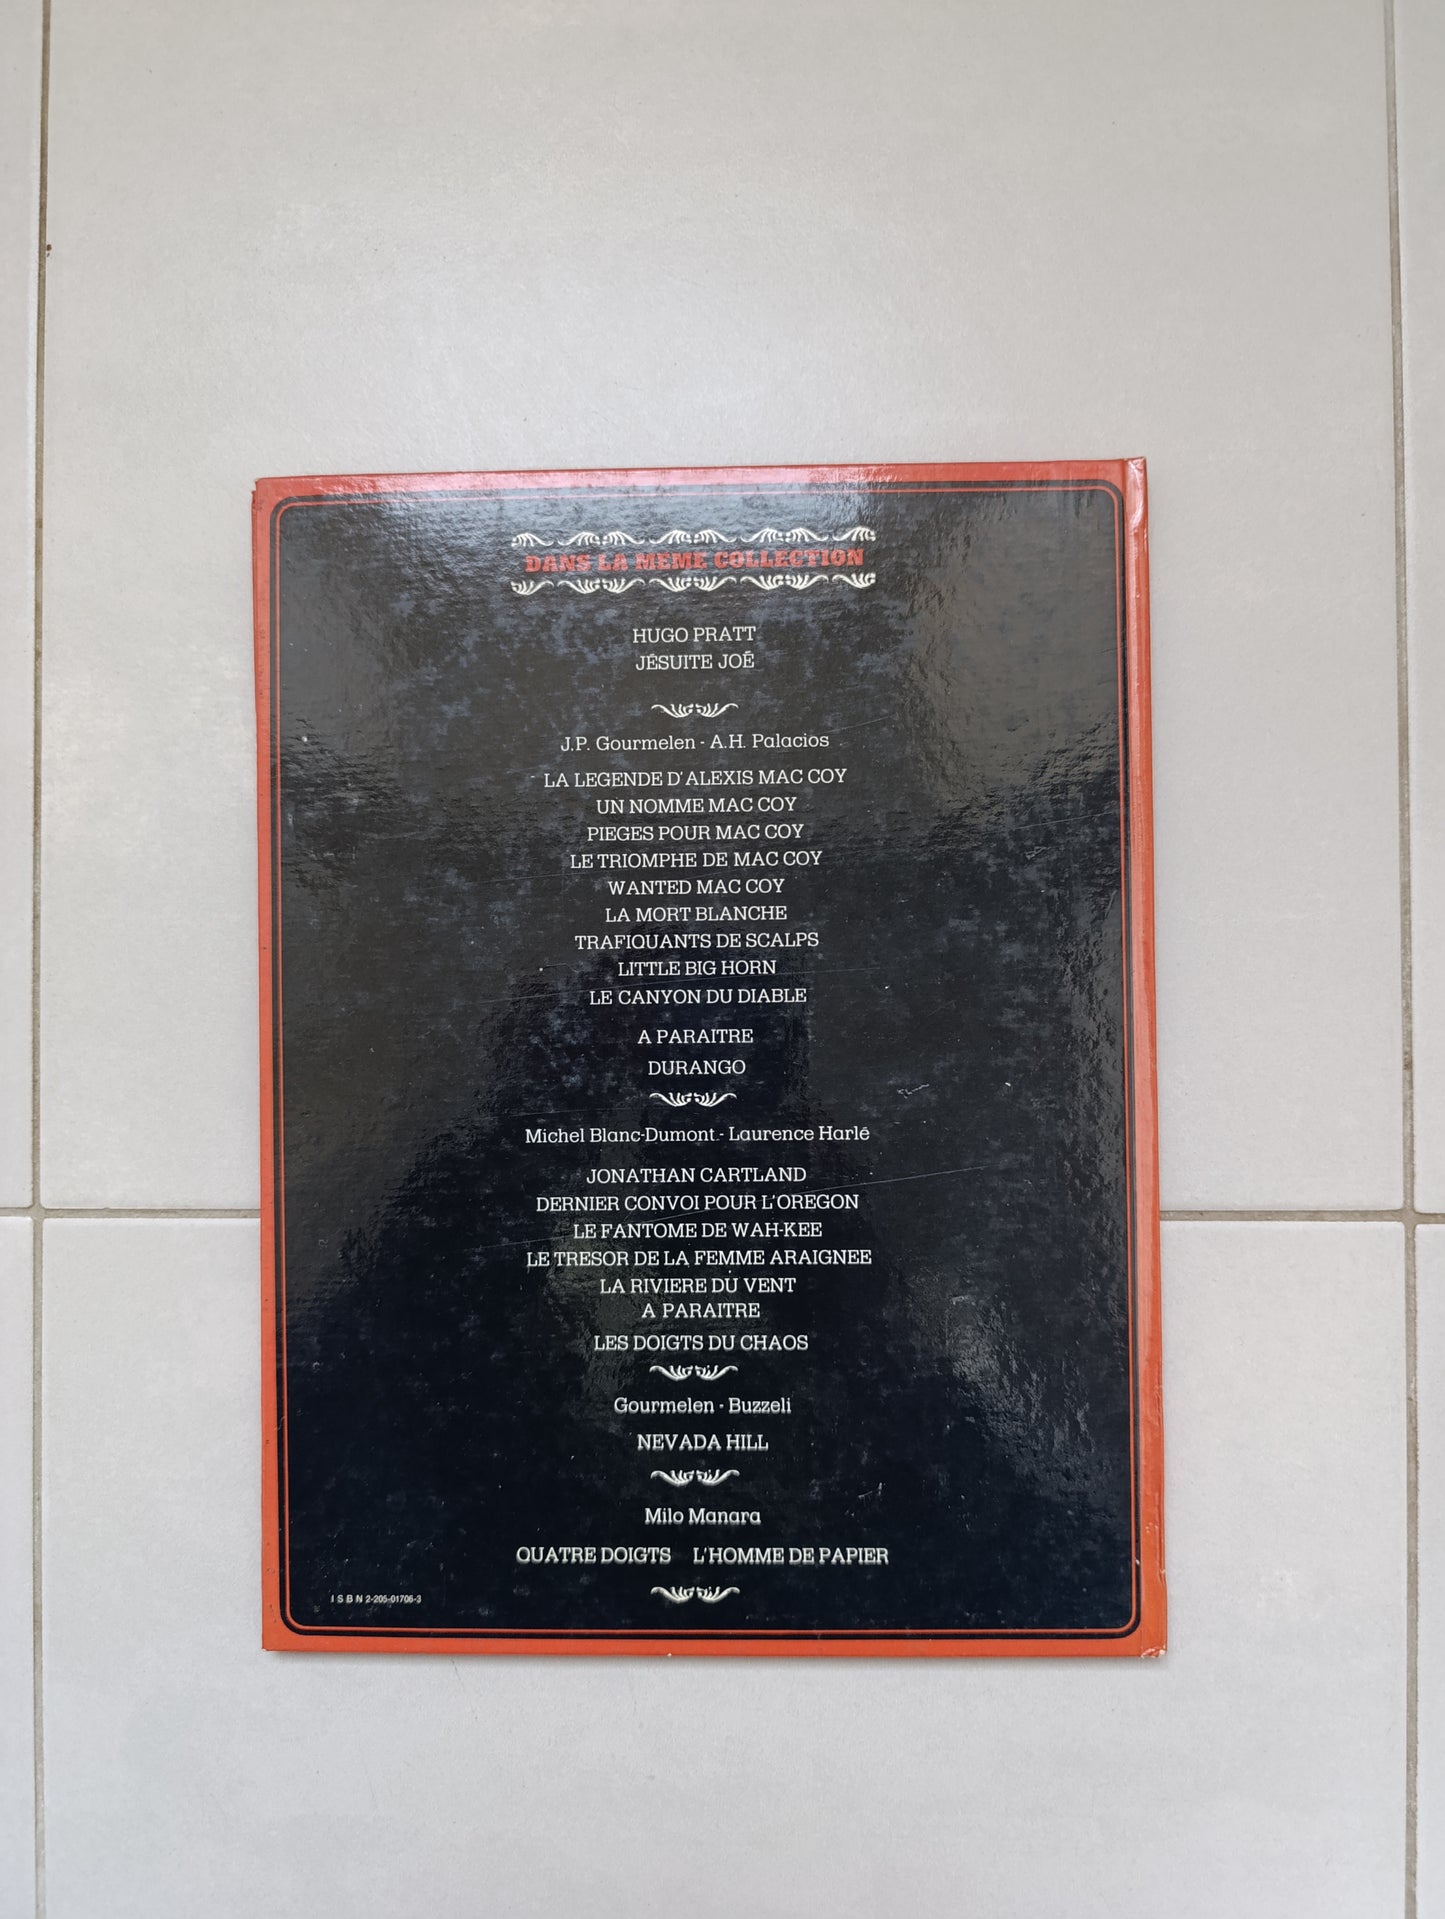 DANS LA MEME COLLECTION
HUGO PRATT
JÉSUITE JOÉ
J.P. Gourmelen - A.H. Palacios
LA LEGENDE D'ALEXIS MAC COY
UN NOMME MAC COY
PIEGES POUR MAC COY
LE TRIOMPHE DE MAC COY
WANTED MAC COY
LA MORT BLANCHE
TRAFIQUANTS DE SCALPS
LITTLE BIG HORN
LE CANYON DU DIABLE
A PARAITRE
DURANGO
Michel Blanc-Dumont - Laurence Harlé
JONATHAN CARTLAND
DERNIER CONVOI POUR L'OREGON
LE FANTOME DE WAH-KEE
LE TRESOR DE LA FEMME ARAIGNEE
LA RIVIERE DU VENT
A PARAITRE
LES DOIGTS DU CHAOS
Gourmelen - Buzzeli
NEVADA HILL
Milo Manara
QUATRE DOIGTS L'HOMME DE PAPIER
ISBN 2-205-01706-3